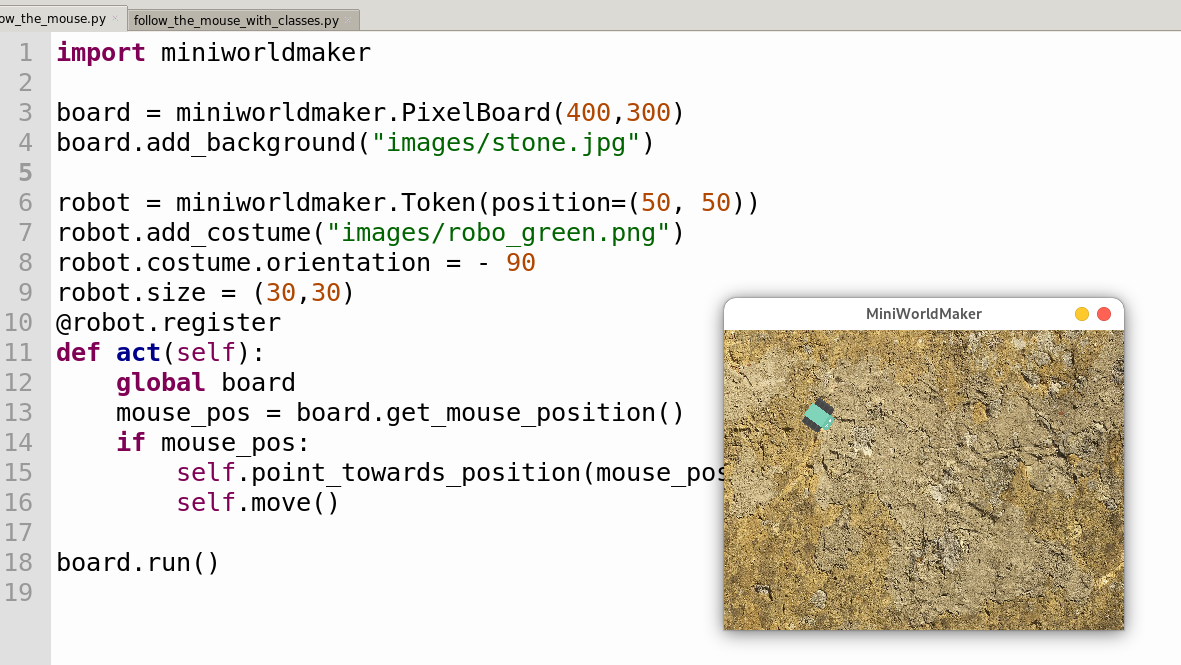 ow_the_mouse.py follow_the_mouse_with_classes.py
1 import miniworldmaker
2
3 board = miniworldmaker.PixelBoard(400,300)
4 board.add_background("images/stone.jpg")
5
6 robot = miniworldmaker.Token(position=(50, 50))
7 robot.add_costume("images/robo_green.png")
8 robot.costume.orientation = - 90
9 robot.size = (30,30)
10 @robot.register
11 def act(self):
12     global board
13     mouse_pos = board.get_mouse_position()
14     if mouse_pos:
15         self.point_towards_position(mouse_pos
16         self.move()
17
18 board.run()
19
MiniWorldMaker